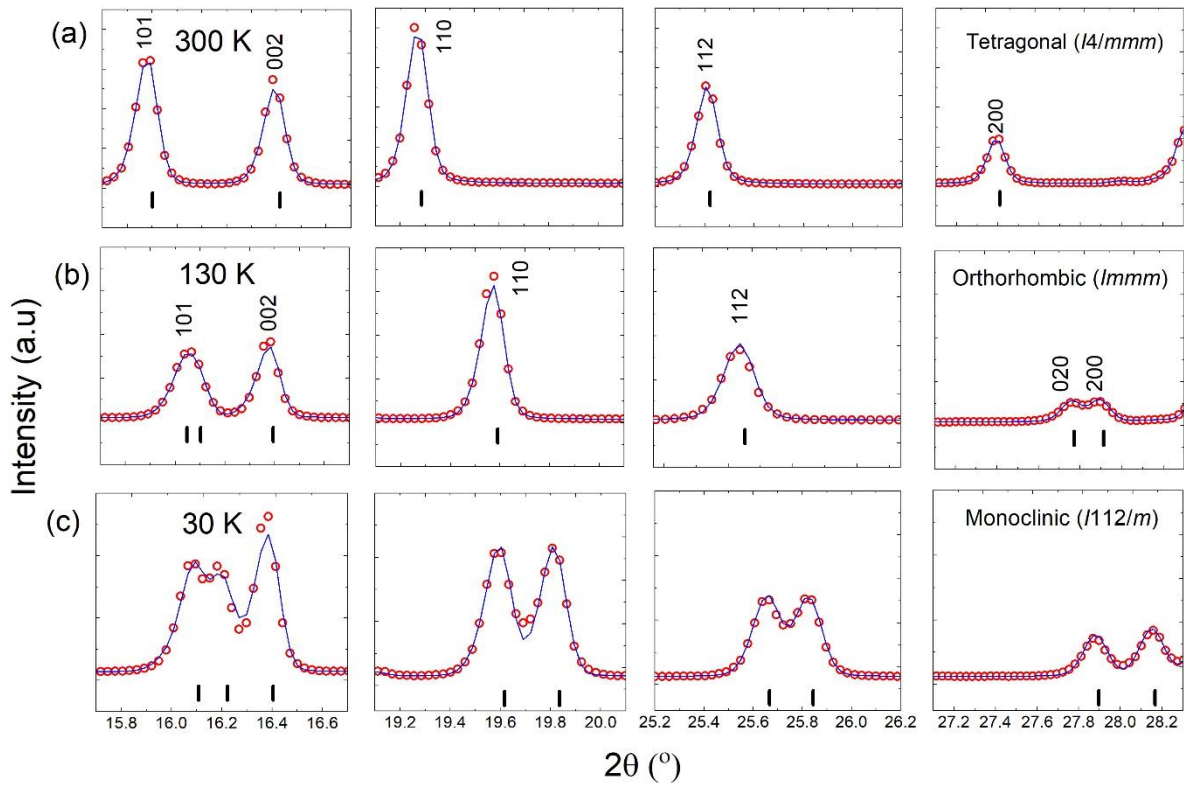 (a)
101
300 K
002
110
112
Tetragonal (I4/mmm)
200
(b)
130 K
101
002
110
112
Orthorhombic (Immm)
020
200
(c)
30 K
Monoclinic (I112/m)
Intensity (a.u)
15.8 16.0 16.2 16.4 16.6
19.2 19.4 19.6 19.8 20.0
25.2 25.4 25.6 25.8 26.0 26.2
27.2 27.4 27.6 27.8 28.0 28.2
2θ (°)